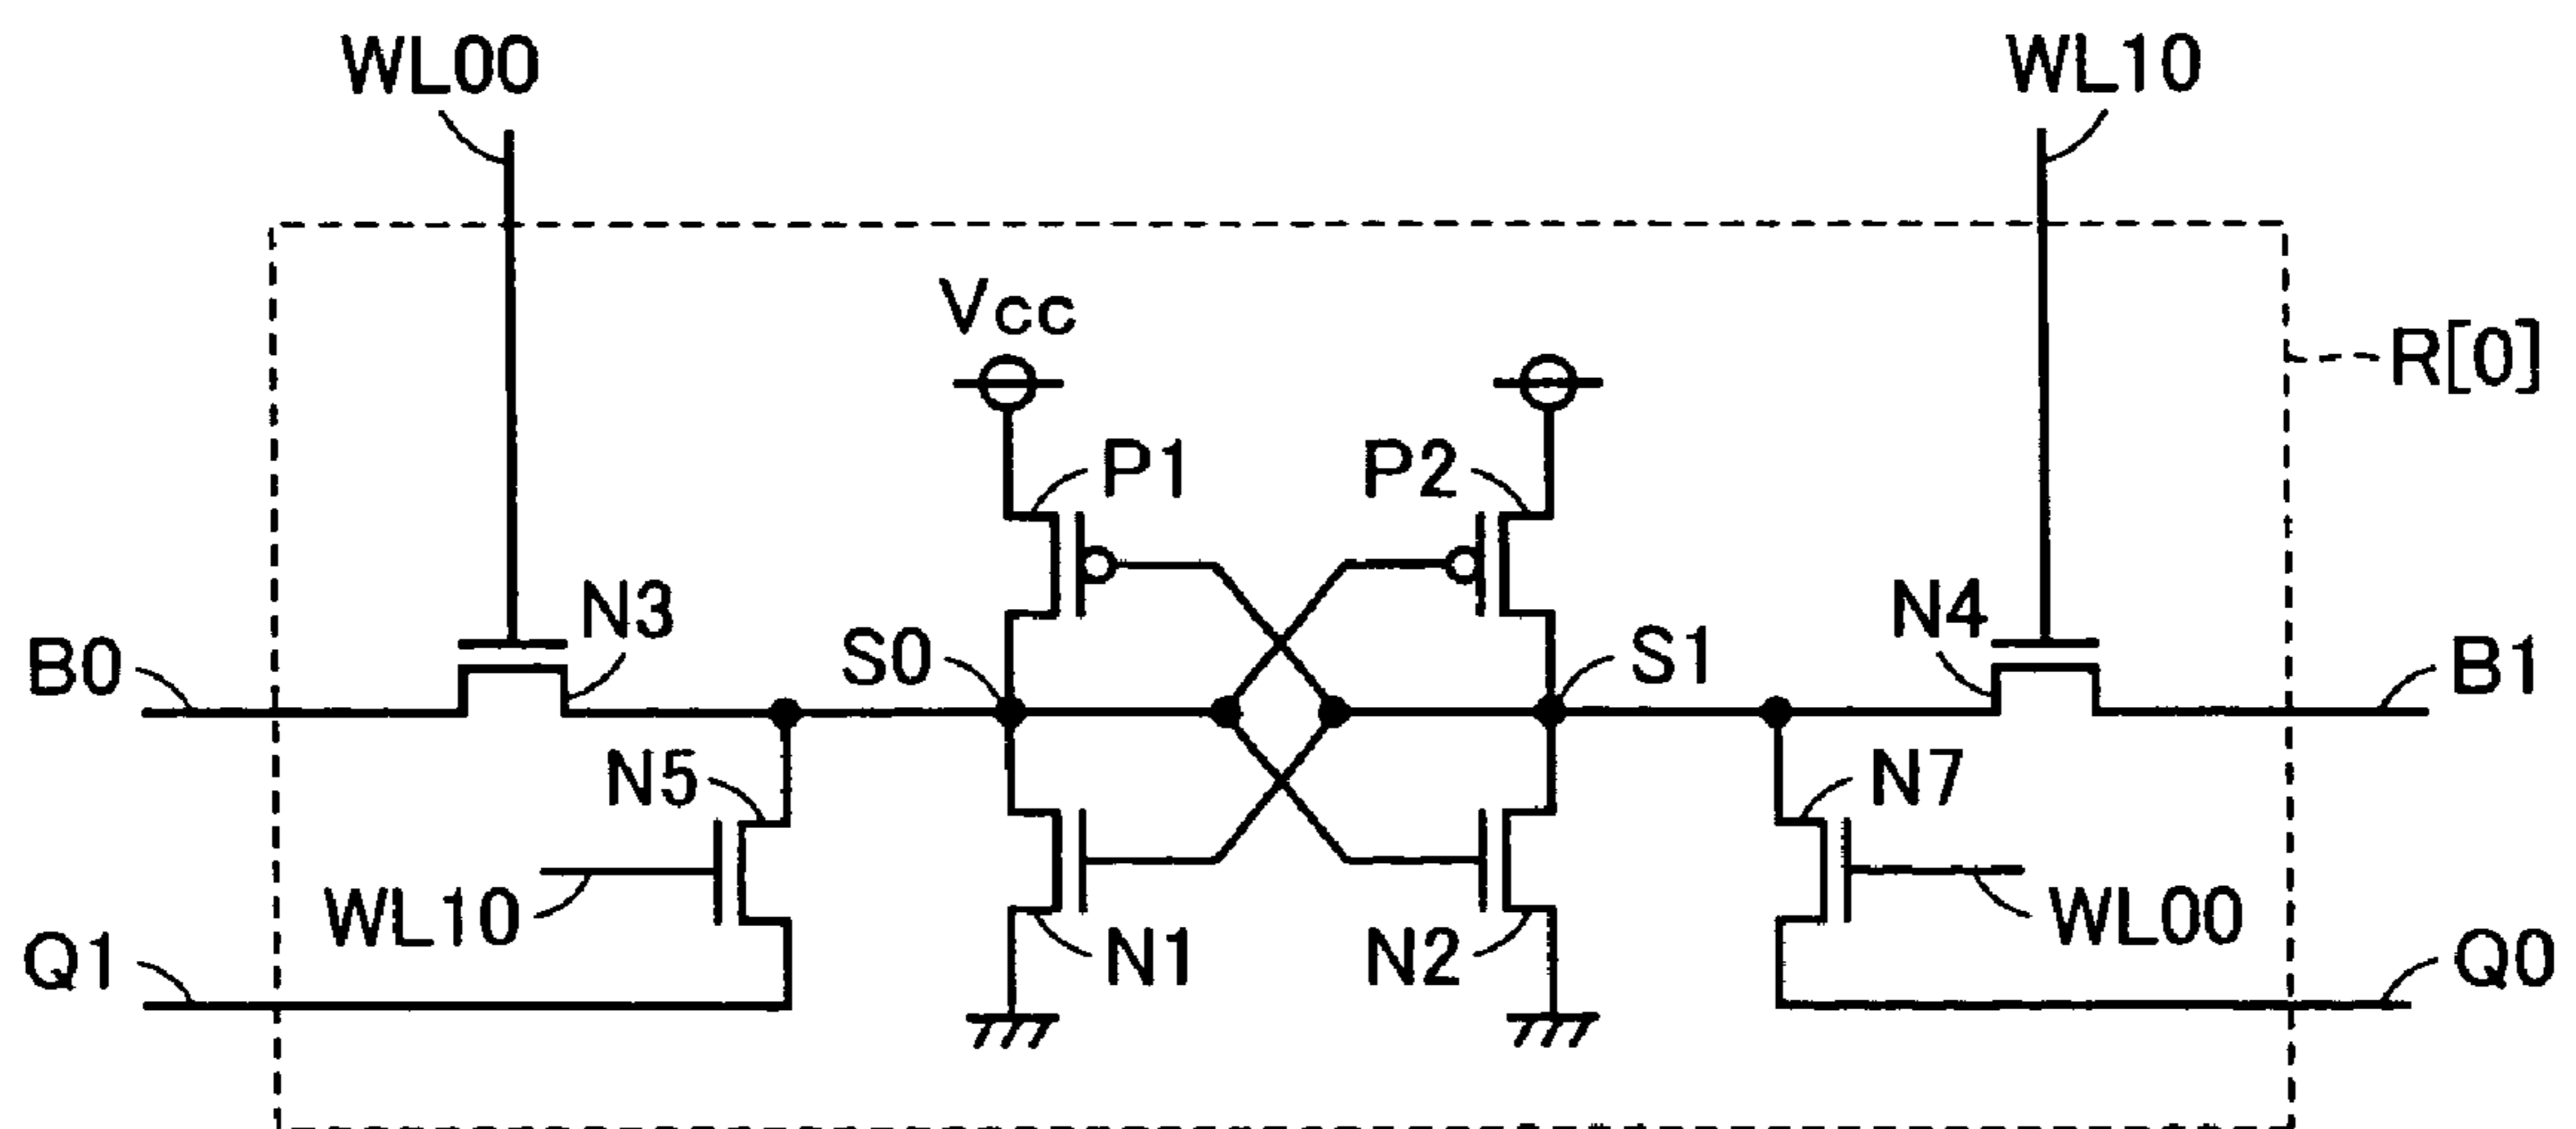 WL00 WL10
Vcc
R[0]
P1 P2
N3 N4
B0 S0 S1 B1
N5 N7
WL10 WL00
Q1 N1 N2 Q0